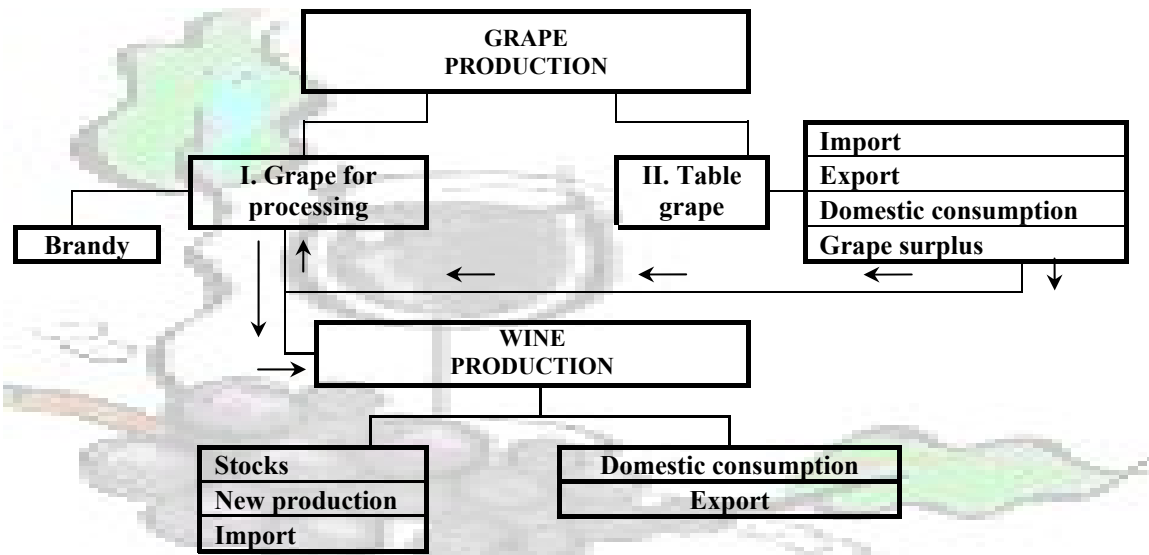 GRAPE
PRODUCTION
I. Grape for
processing
II. Table
grape
Import
Export
Domestic consumption
Grape surplus
Brandy
WINE
PRODUCTION
Stocks
New production
Import
Domestic consumption
Export